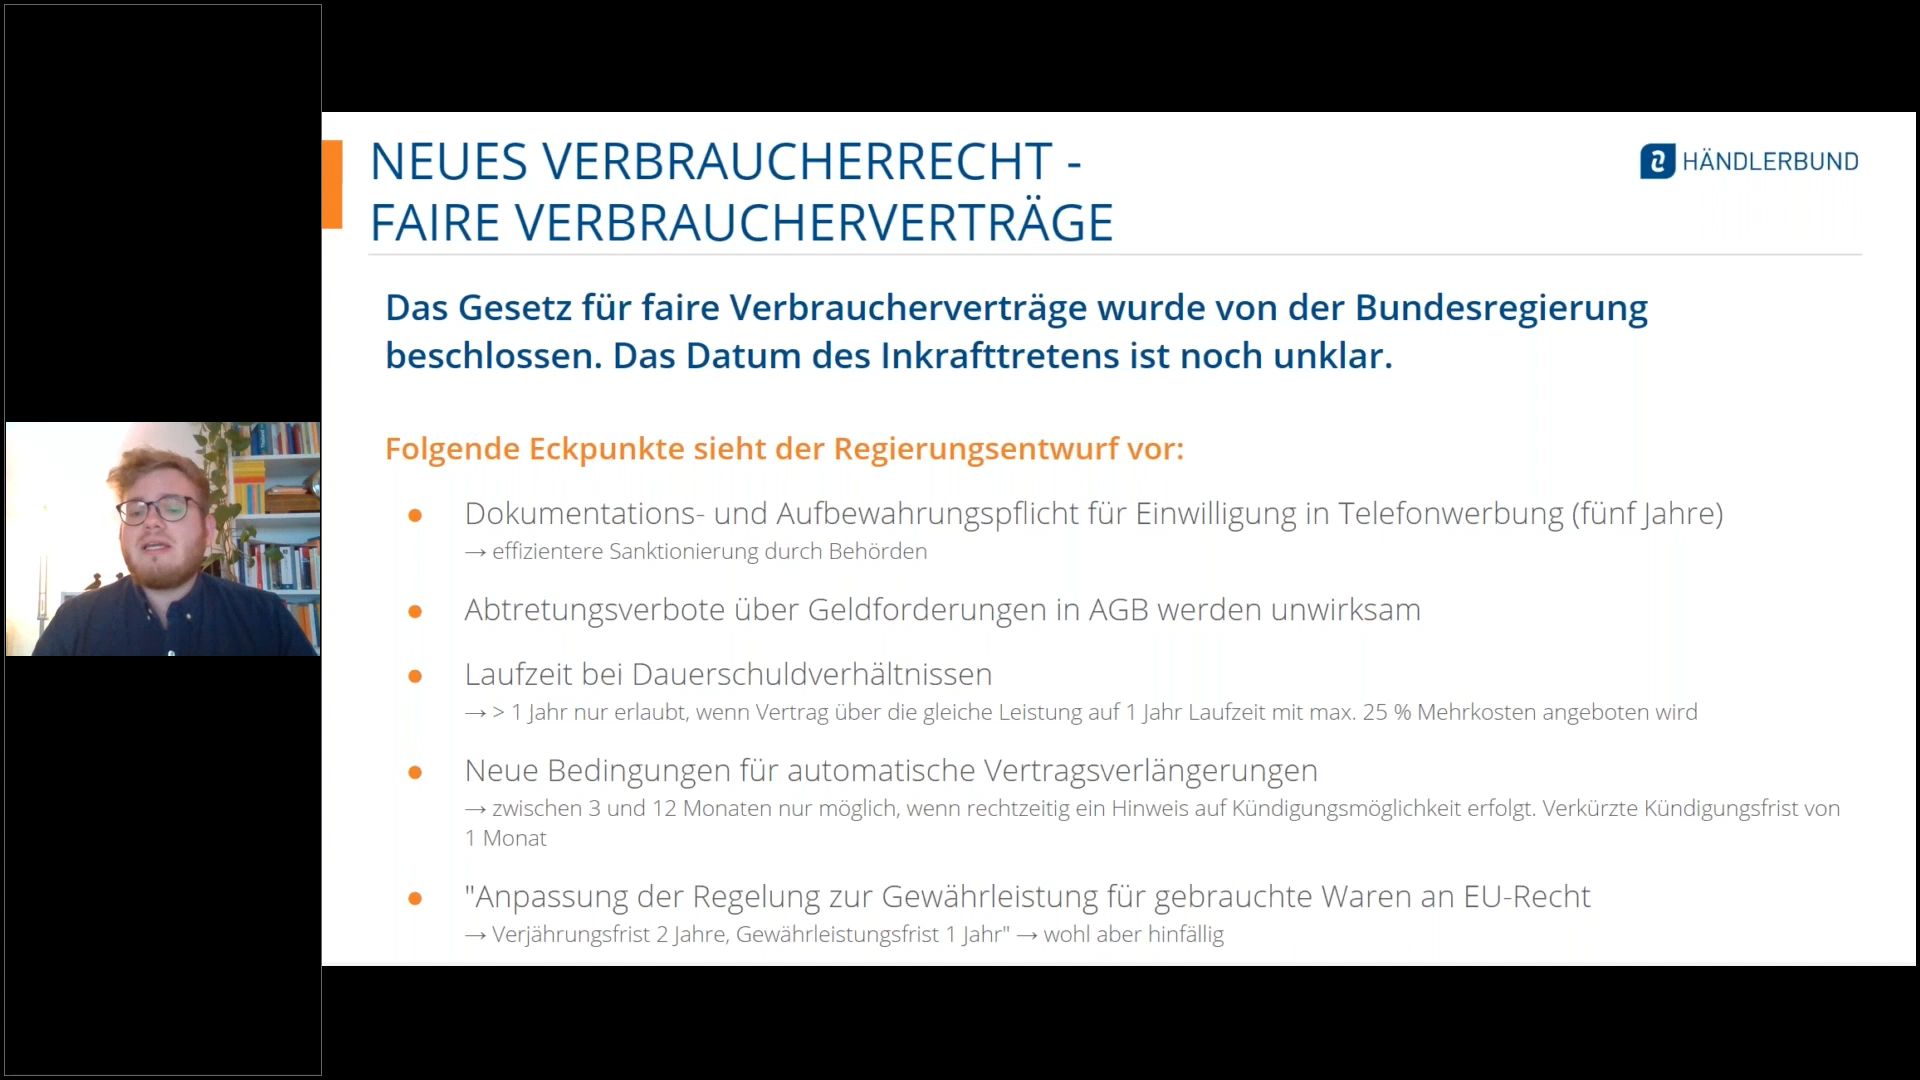 NEUES VERBRAUCHERRECHT -
FAIRE VERBRAUCHERVERTRÄGE
HÄNDLERBUND
Das Gesetz für faire Verbraucherverträge wurde von der Bundesregierung
beschlossen. Das Datum des Inkrafttretens ist noch unklar.
Folgende Eckpunkte sieht der Regierungsentwurf vor:
● Dokumentations- und Aufbewahrungspflicht für Einwilligung in Telefonwerbung (fünf Jahre)
→ effizientere Sanktionierung durch Behörden
● Abtretungsverbote über Geldforderungen in AGB werden unwirksam
● Laufzeit bei Dauerschuldverhältnissen
→ > 1 Jahr nur erlaubt, wenn Vertrag über die gleiche Leistung auf 1 Jahr Laufzeit mit max. 25 % Mehrkosten angeboten wird
● Neue Bedingungen für automatische Vertragsverlängerungen
→ zwischen 3 und 12 Monaten nur möglich, wenn rechtzeitig ein Hinweis auf Kündigungsmöglichkeit erfolgt. Verkürzte Kündigungsfrist von
1 Monat
● "Anpassung der Regelung zur Gewährleistung für gebrauchte Waren an EU-Recht
→ Verjährungsfrist 2 Jahre, Gewährleistungsfrist 1 Jahr" → wohl aber hinfällig